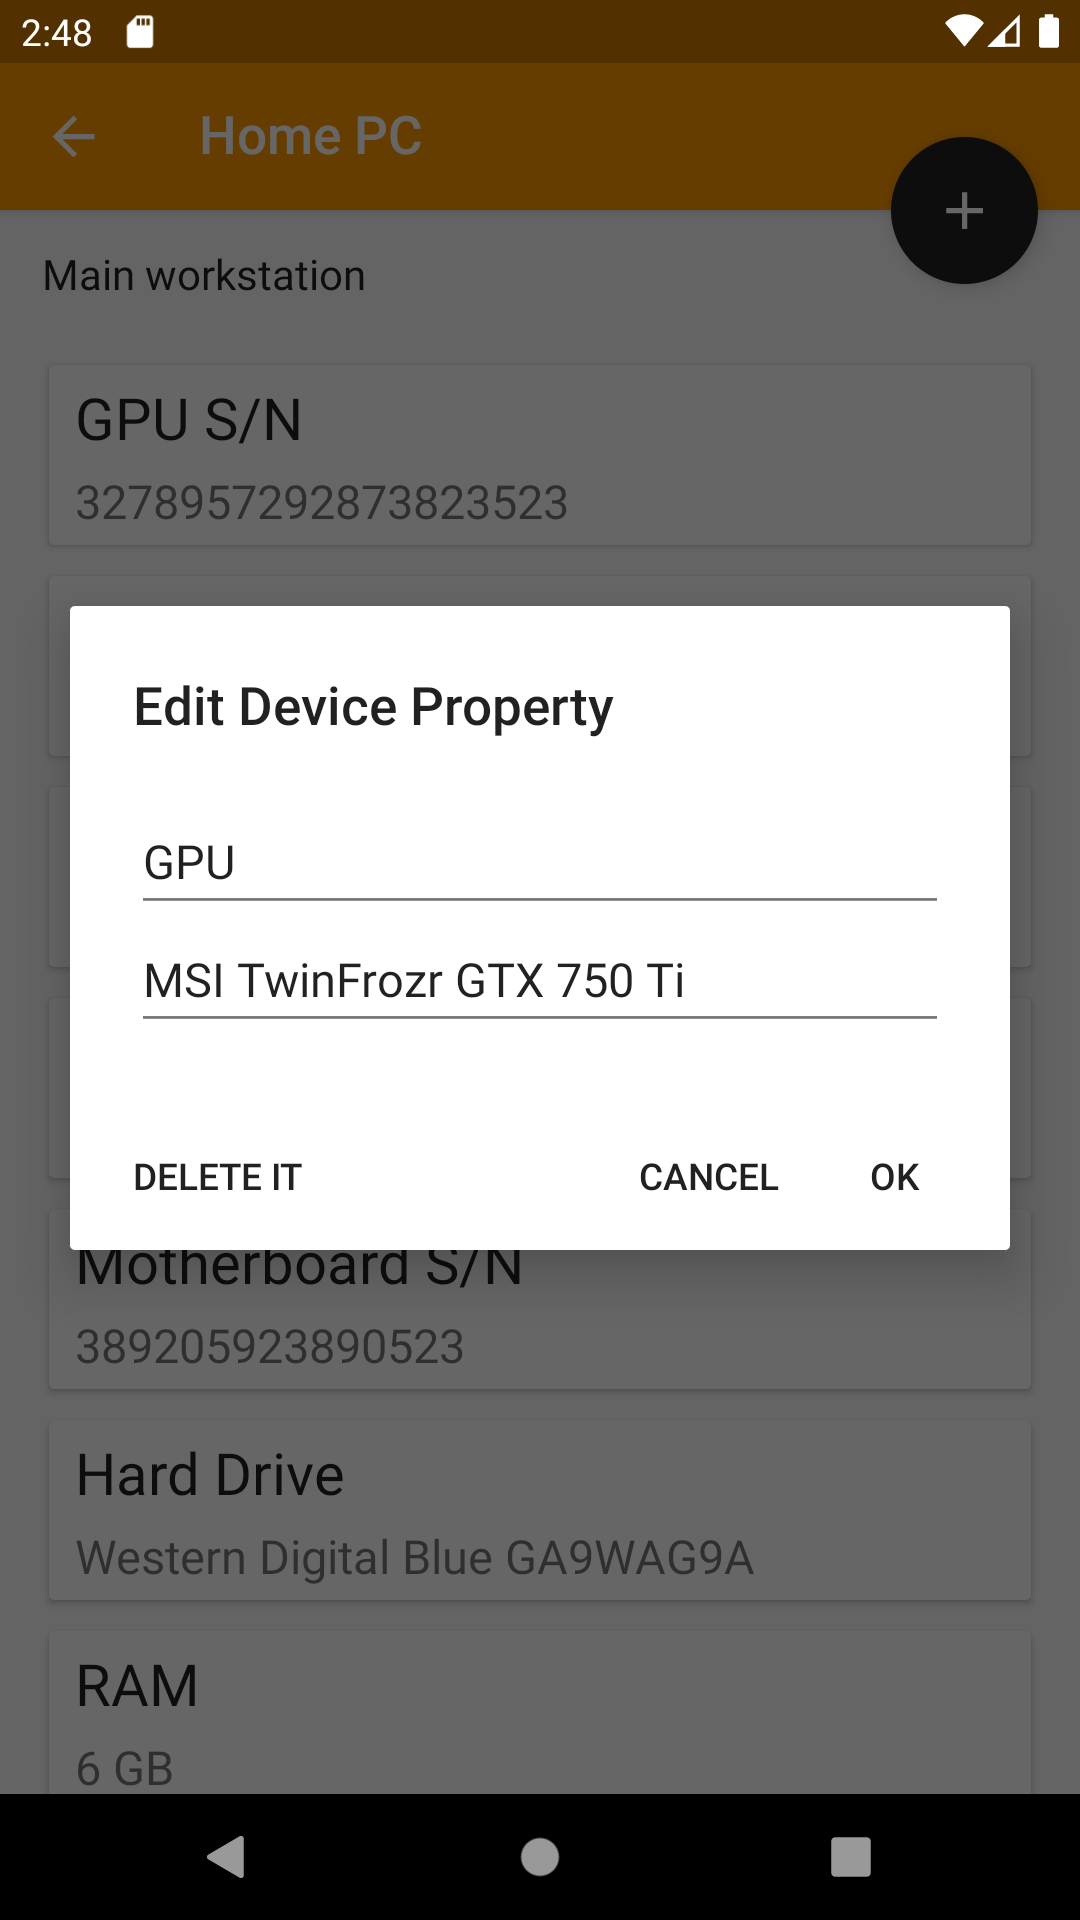 2:48
Home PC
Main workstation
GPU S/N
3278957292873823523
Edit Device Property
GPU
MSI TwinFrozr GTX 750 Ti
DELETE IT
CANCEL
OK
Motherboard S/N
389205923890523
Hard Drive
Western Digital Blue GA9WAG9A
RAM
6 GB